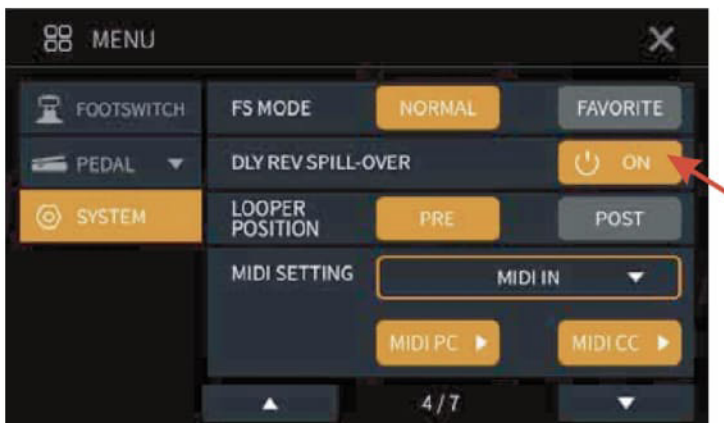 MENU
FOOTSWITCH
PEDAL
SYSTEM
FS MODE NORMAL FAVORITE
DLY REV SPILL-OVER ON
LOOPER
POSITION PRE POST
MIDI SETTING MIDI IN
MIDI PC MIDI CC
4/7